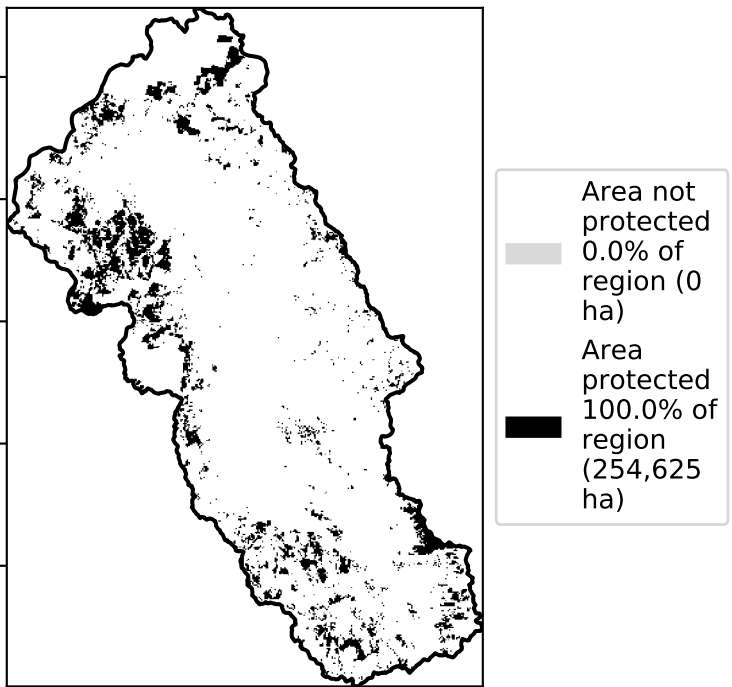 Area not
protected
0.0% of
region (0
ha)
Area
protected
100.0% of
region
(254,625
ha)